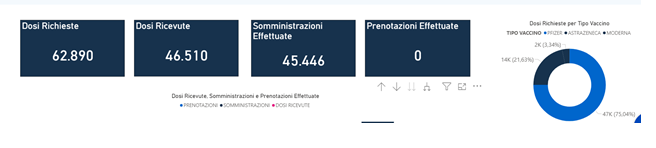 Dosi Richieste
62.890
Dosi Ricevute
46.510
Somministrazioni
Effettuate
45.446
Prenotazioni Effettuate
0
Dosi Ricevute, Somministrazioni e Prenotazioni Effettuate
PRENOTAZIONI SOMMINISTRAZIONI DOSI RICEVUTE
Dosi Richieste per Tipo Vaccino
TIPO VACCINO PFIZER ASTRAZENECA MODERNA
2K (3,34%)
14K (21,63%)
47K (75,04%)